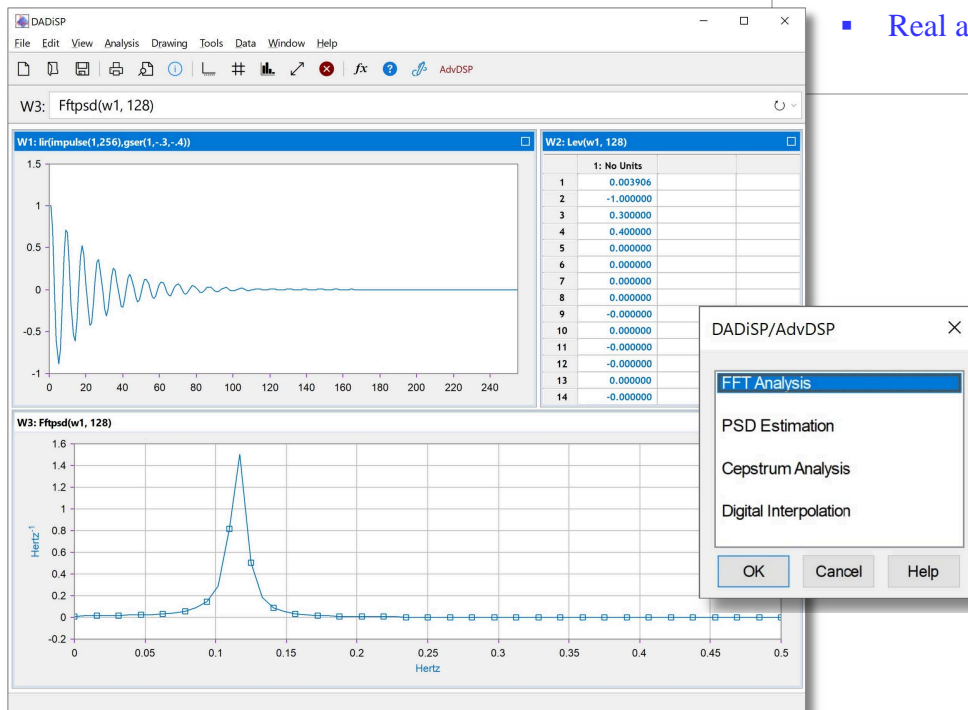 DADiSP
File Edit View Analysis Drawing Tools Data Window Help
fx AdvDSP
W3: Fftpsd(w1, 128)
W1: Iir(impulse(1,256),gser(1,-.3,-.4))
1.5
1
0.5
0
-0.5
-1
0 20 40 60 80 100 120 140 160 180 200 220 240
W2: Lev(w1, 128)
1: No Units
1 0.003906
2 -1.000000
3 0.300000
4 0.400000
5 0.000000
6 0.000000
7 0.000000
8 0.000000
9 -0.000000
10 0.000000
11 -0.000000
12 -0.000000
13 0.000000
14 -0.000000
W3: Fftpsd(w1, 128)
1.6
1.4
1.2
1
0.8
0.6
0.4
0.2
0
-0.2
Hertz⁻¹
0 0.05 0.1 0.15 0.2 0.25 0.3 0.35 0.4 0.45 0.5
Hertz
▪ Real a
DADiSP/AdvDSP
FFT Analysis
PSD Estimation
Cepstrum Analysis
Digital Interpolation
OK Cancel Help